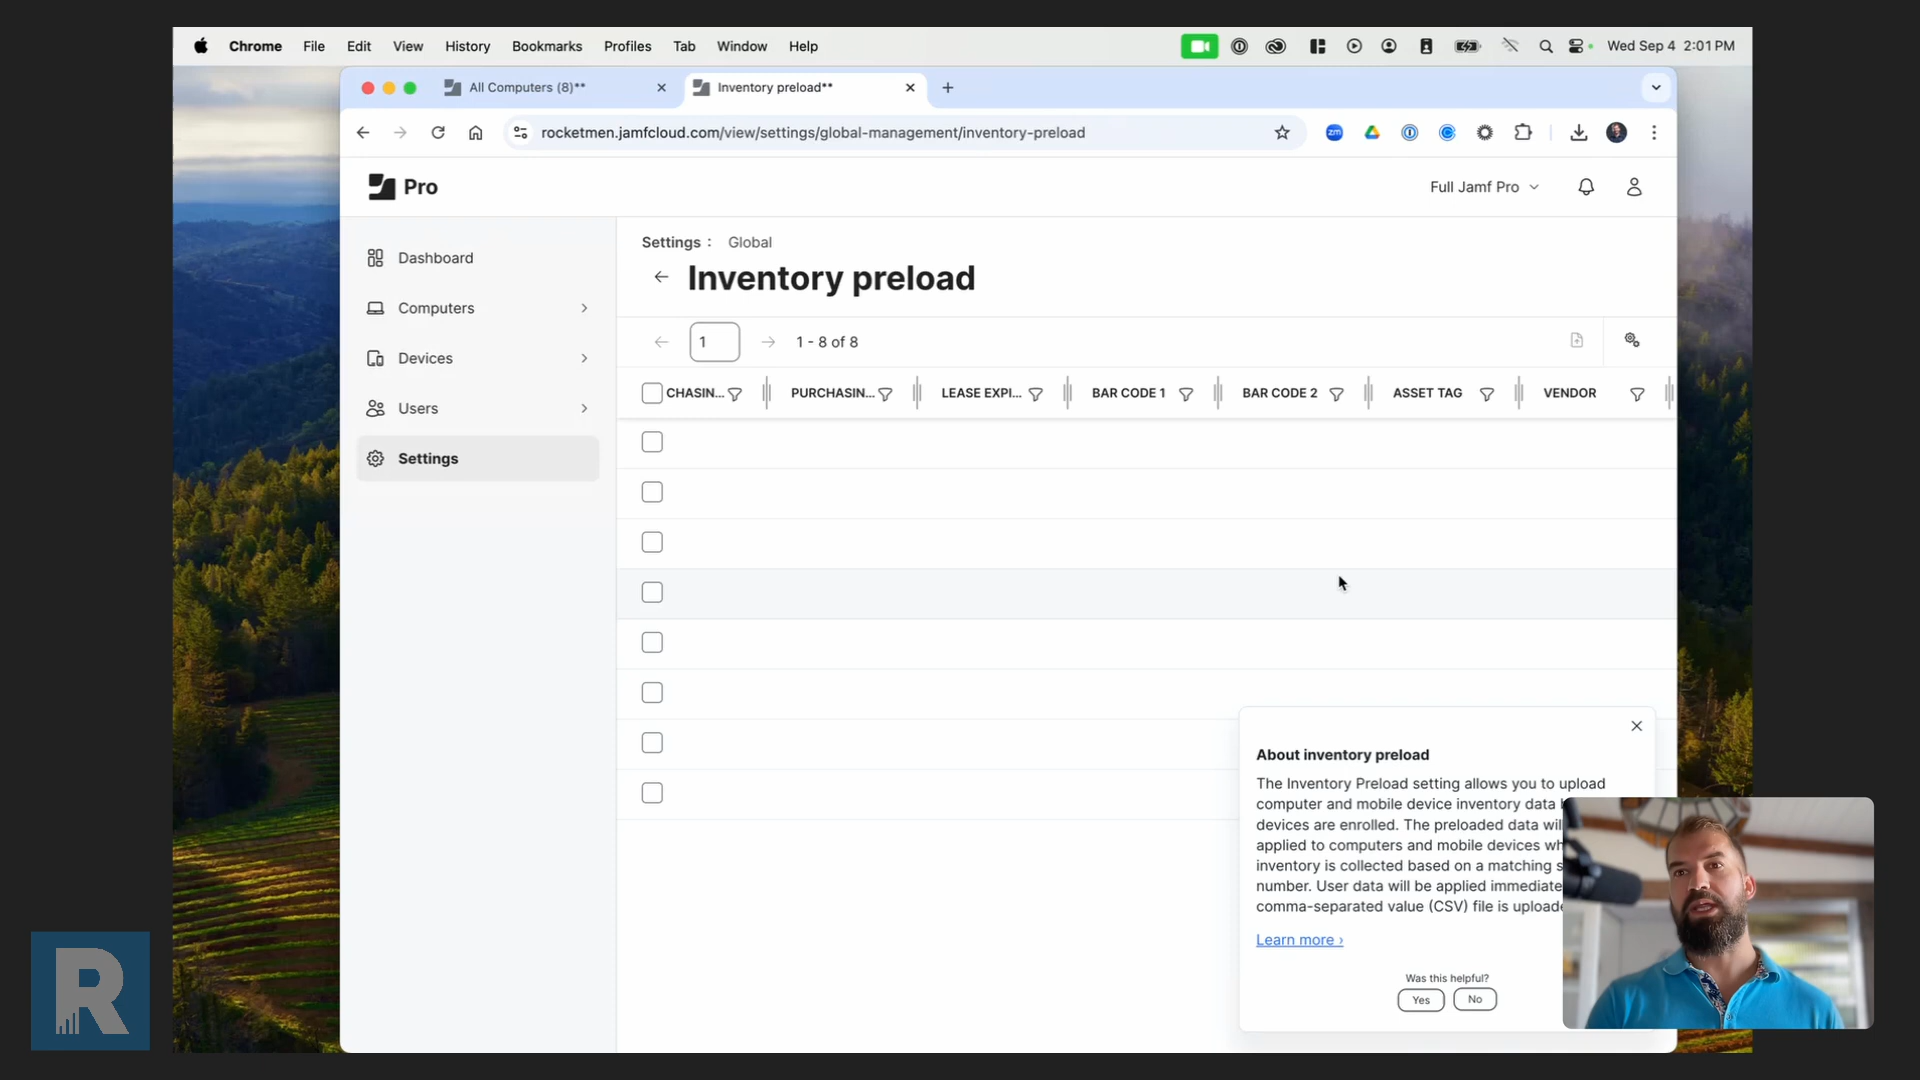 Chrome File Edit View History Bookmarks Profiles Tab Window Help Wed Sep 4 2:01 PM
All Computers (8)** Inventory preload**
rocketmen.jamfcloud.com/view/settings/global-management/inventory-preload
zm
Pro
Full Jamf Pro
Dashboard
Computers
Devices
Users
Settings
Settings : Global
Inventory preload
1
1 - 8 of 8
CHASIN... PURCHASIN... LEASE EXPI... BAR CODE 1 BAR CODE 2 ASSET TAG VENDOR
About inventory preload
The Inventory Preload setting allows you to upload
computer and mobile device inventory data
devices are enrolled. The preloaded data
applied to computers and mobile devices
inventory is collected based on a matching
number. User data will be applied
comma-separated value (CSV) file is
Learn more ›
Was this helpful?
Yes No
R